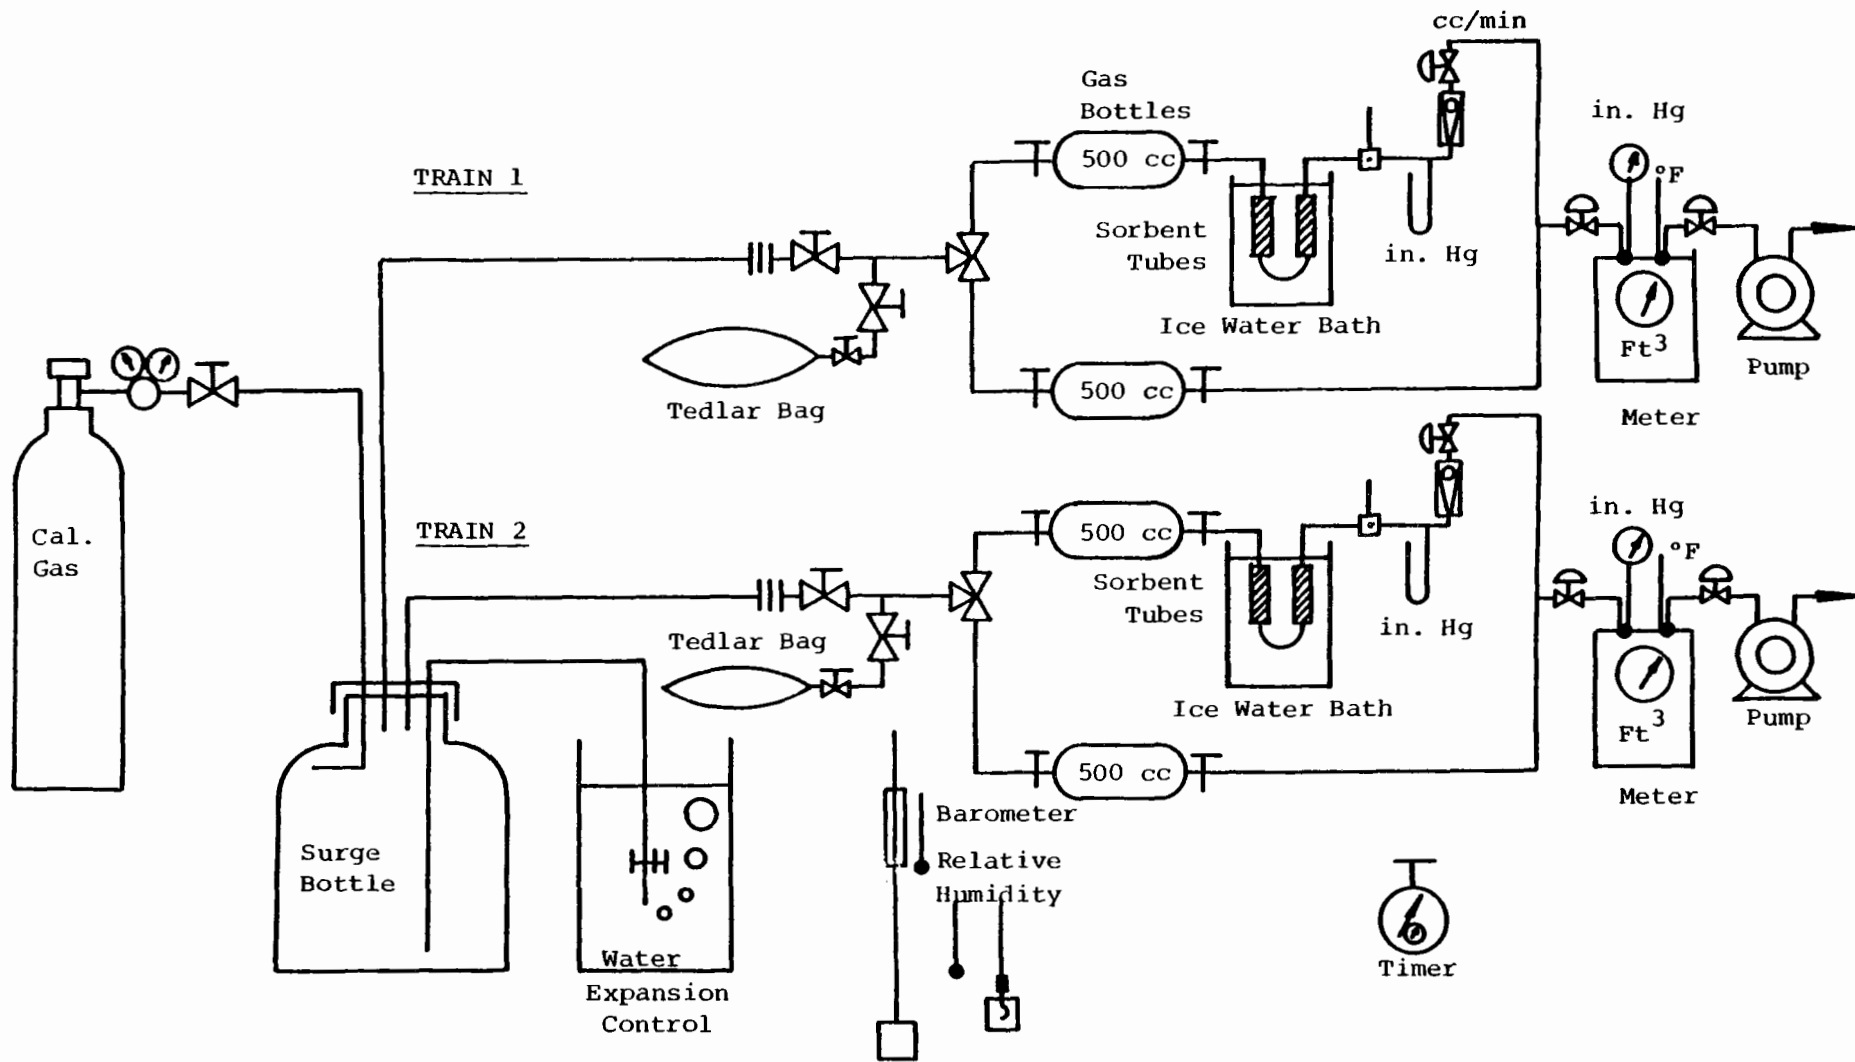 cc/min
Gas
Bottles
in. Hg
500 cc
TRAIN 1
°F
Sorbent
Tubes
in. Hg
Ice Water Bath
Ft3
Pump
500 cc
Tedlar Bag
Meter
Cal.
Gas
TRAIN 2
in. Hg
500 cc
°F
Sorbent
Tubes
Tedlar Bag
in. Hg
Ice Water Bath
Ft3
Pump
500 cc
Meter
Barometer
Surge
Bottle
Relative
Humidity
Water
Expansion
Control
Timer